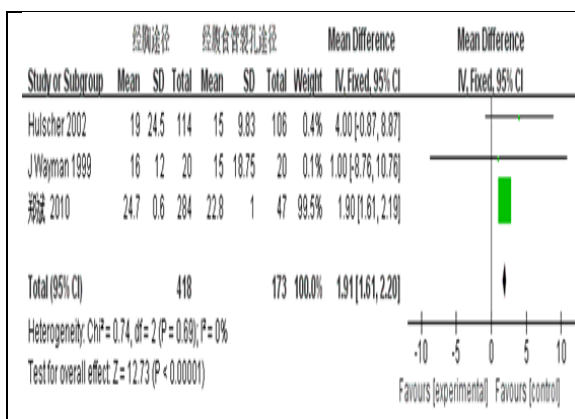 经胸途径 经腹食管裂孔途径 Mean Difference Mean Difference
Study or Subgroup Mean SD Total Mean SD Total Weight IV, Fixed, 95% CI IV, Fixed, 95% CI
Hulscher 2002 19 24.5 114 15 9.83 106 0.4% 4.00 [-0.87, 8.87]
J Wayman 1999 16 12 20 15 18.75 20 0.1% 1.00 [-8.76, 10.76]
郑斌 2010 24.7 0.6 284 22.8 1 47 99.5% 1.90 [1.61, 2.19]
Total (95% CI) 418 173 100.0% 1.91 [1.61, 2.20]
Heterogeneity: Chi² = 0.74, df = 2 (P = 0.69); I² = 0%
Test for overall effect: Z = 12.73 (P < 0.00001)
-10 -5 0 5 10
Favours [experimental] Favours [control]